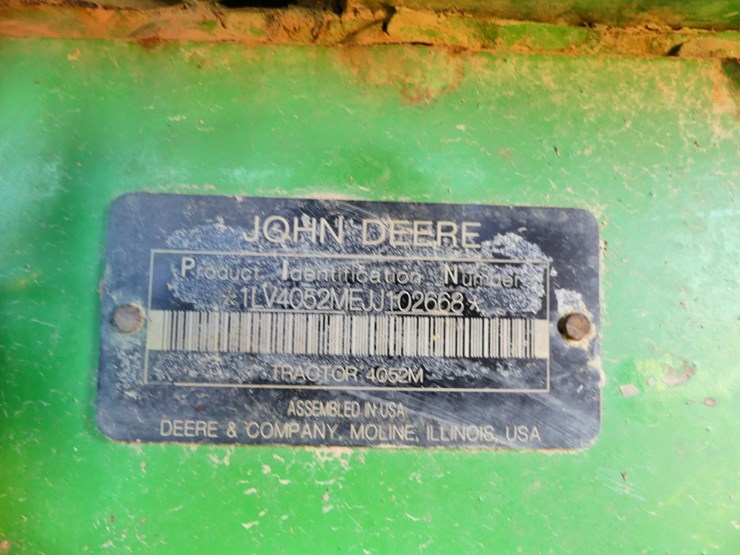 JOHN DEERE
Product Identification Number
*1LV4052MEJJ102668*
TRACTOR 4052M
ASSEMBLED IN USA
DEERE & COMPANY, MOLINE, ILLINOIS, USA